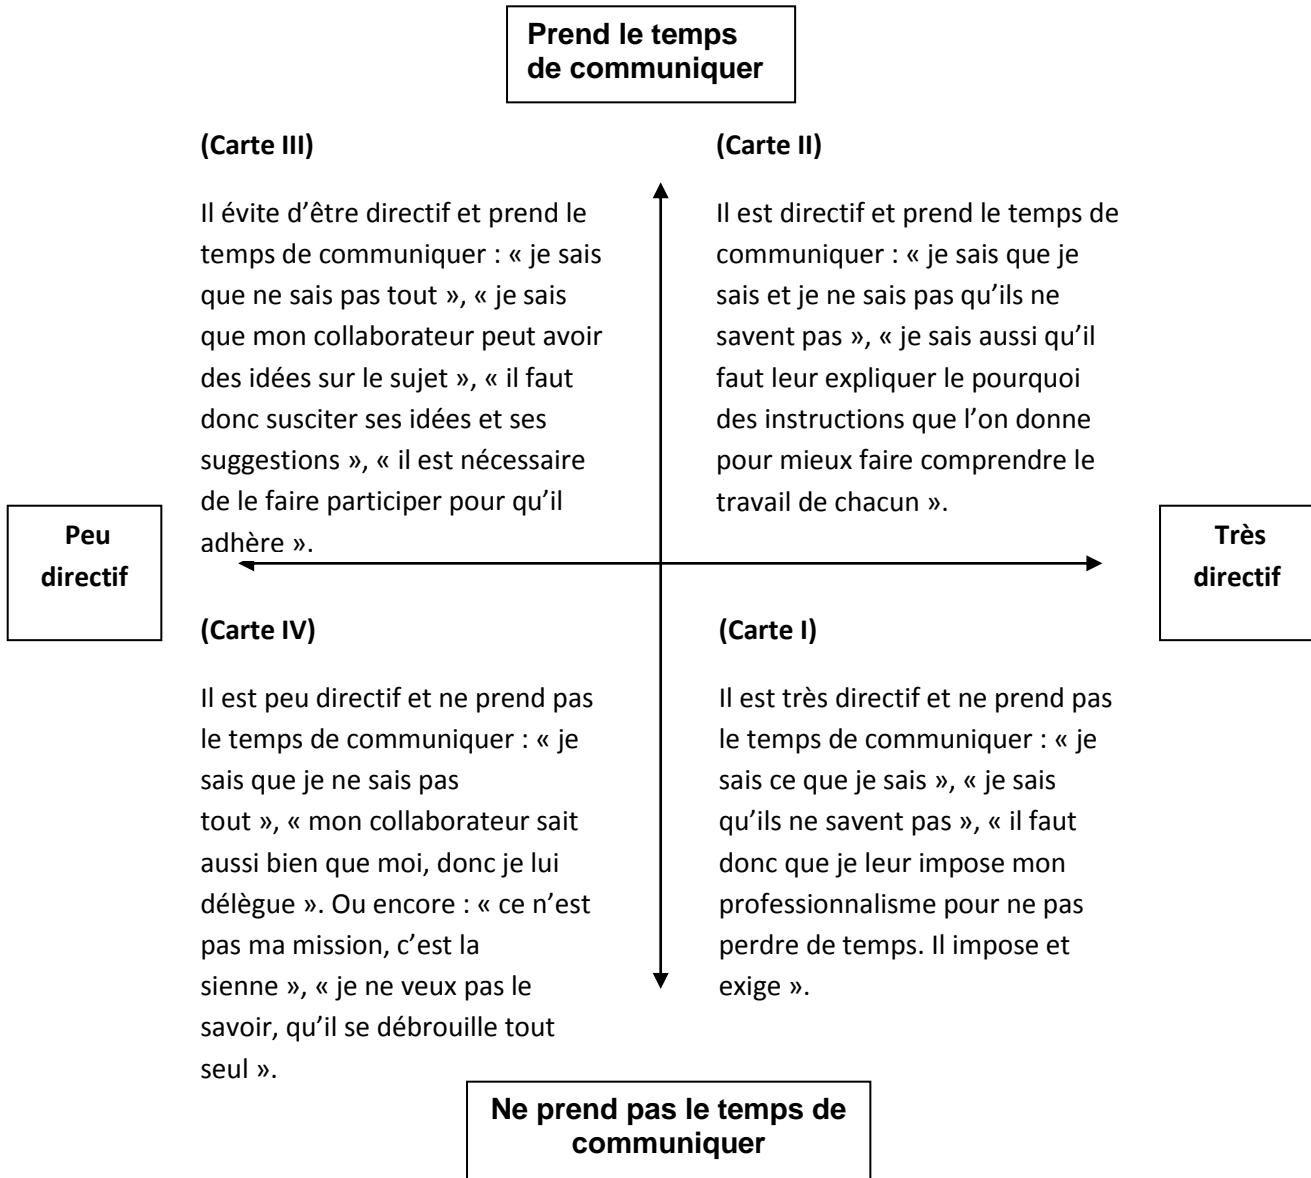 Prend le temps
de communiquer
(Carte III)
Il évite d’être directif et prend le
temps de communiquer : « je sais
que ne sais pas tout », « je sais
que mon collaborateur peut avoir
des idées sur le sujet », « il faut
donc susciter ses idées et ses
suggestions », « il est nécessaire
de le faire participer pour qu’il
adhère ».
(Carte II)
Il est directif et prend le temps de
communiquer : « je sais que je
sais et je ne sais pas qu’ils ne
savent pas », « je sais aussi qu’il
faut leur expliquer le pourquoi
des instructions que l’on donne
pour mieux faire comprendre le
travail de chacun ».
Peu
directif
Très
directif
(Carte IV)
Il est peu directif et ne prend pas
le temps de communiquer : « je
sais que je ne sais pas
tout », « mon collaborateur sait
aussi bien que moi, donc je lui
délègue ». Ou encore : « ce n’est
pas ma mission, c’est la
sienne », « je ne veux pas le
savoir, qu’il se débrouille tout
seul ».
(Carte I)
Il est très directif et ne prend pas
le temps de communiquer : « je
sais ce que je sais », « je sais
qu’ils ne savent pas », « il faut
donc que je leur impose mon
professionnalisme pour ne pas
perdre de temps. Il impose et
exige ».
Ne prend pas le temps de
communiquer